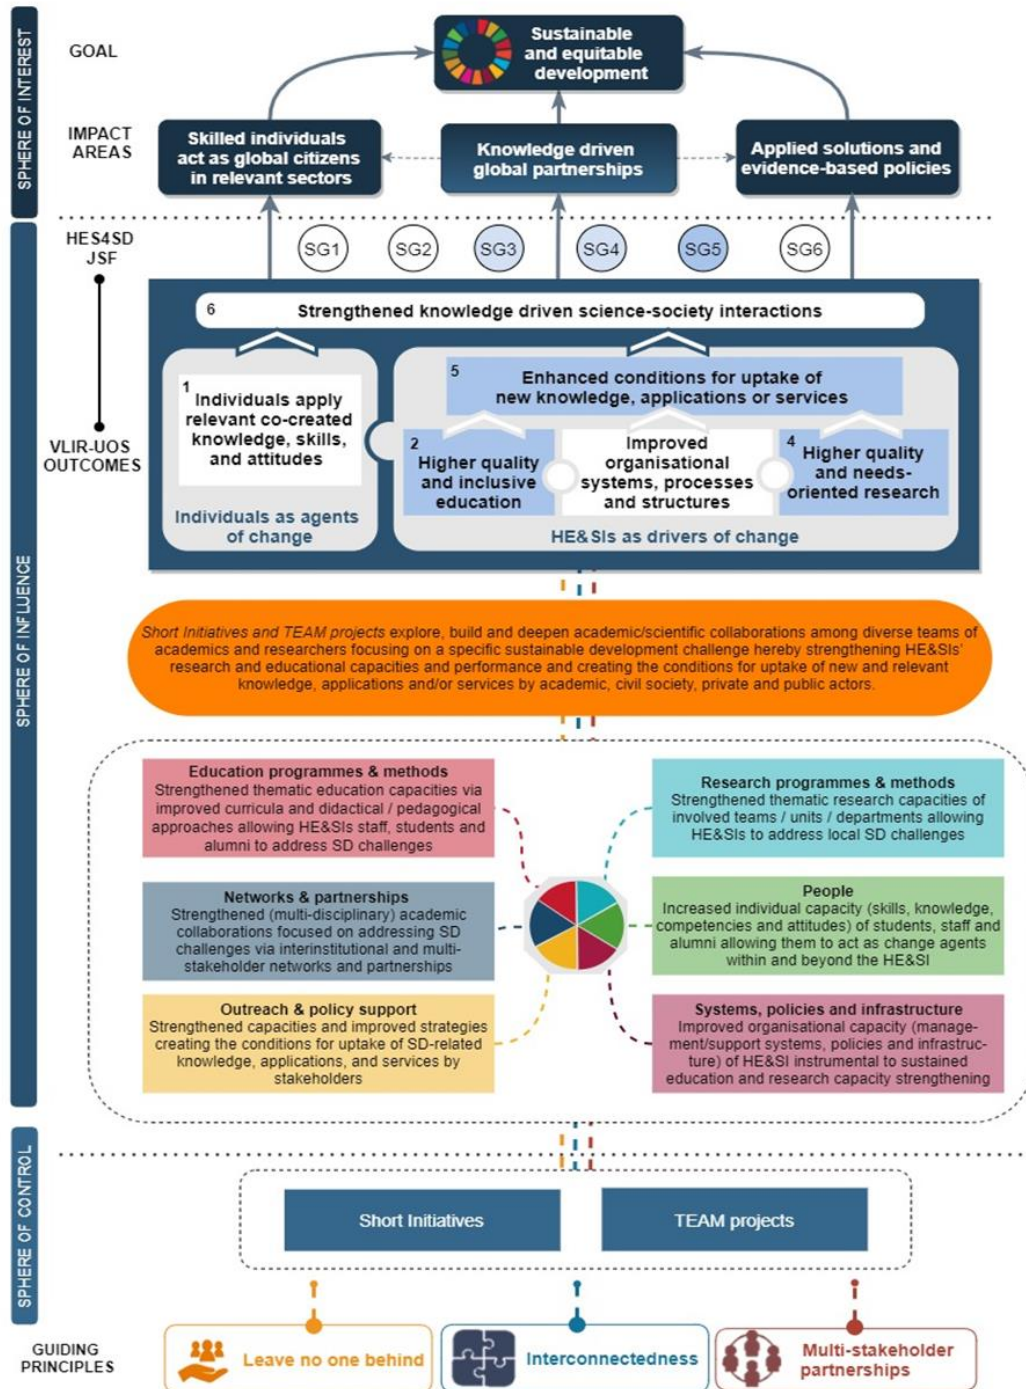 SPHERE OF INTEREST
GOAL
Sustainable
and equitable
development
IMPACT
AREAS
Skilled individuals
act as global citizens
in relevant sectors
Knowledge driven
global partnerships
Applied solutions and
evidence-based policies
SPHERE OF INFLUENCE
HES4SD
JSF
SG1
SG2
SG3
SG4
SG5
SG6
6
Strengthened knowledge driven science-society interactions
1
Individuals apply
relevant co-created
knowledge, skills,
and attitudes
Individuals as agents
of change
5
Enhanced conditions for uptake of
new knowledge, applications or services
2
Higher quality
and inclusive
education
Improved
organisational
systems, processes
and structures
4
Higher quality
and needs-
oriented research
HE&SIs as drivers of change
VLIR-UOS
OUTCOMES
Short Initiatives and TEAM projects explore, build and deepen academic/scientific collaborations among diverse teams of
academics and researchers focusing on a specific sustainable development challenge hereby strengthening HE&SIs'
research and educational capacities and performance and creating the conditions for uptake of new and relevant
knowledge, applications and/or services by academic, civil society, private and public actors.
Education programmes & methods
Strengthened thematic education capacities via
improved curricula and didactical / pedagogical
approaches allowing HE&SIs staff, students and
alumni to address SD challenges
Research programmes & methods
Strengthened thematic research capacities of
involved teams / units / departments allowing
HE&SIs to address local SD challenges
Networks & partnerships
Strengthened (multi-disciplinary) academic
collaborations focused on addressing SD
challenges via interinstitutional and multi-
stakeholder networks and partnerships
People
Increased individual capacity (skills, knowledge,
competencies and attitudes) of students, staff and
alumni allowing them to act as change agents
within and beyond the HE&SI
Outreach & policy support
Strengthened capacities and improved strategies
creating the conditions for uptake of SD-related
knowledge, applications, and services by
stakeholders
Systems, policies and infrastructure
Improved organisational capacity (manage-
ment/support systems, policies and infrastruc-
ture) of HE&SI instrumental to sustained
education and research capacity strengthening
SPHERE OF CONTROL
Short Initiatives
TEAM projects
GUIDING
PRINCIPLES
Leave no one behind
Interconnectedness
Multi-stakeholder
partnerships